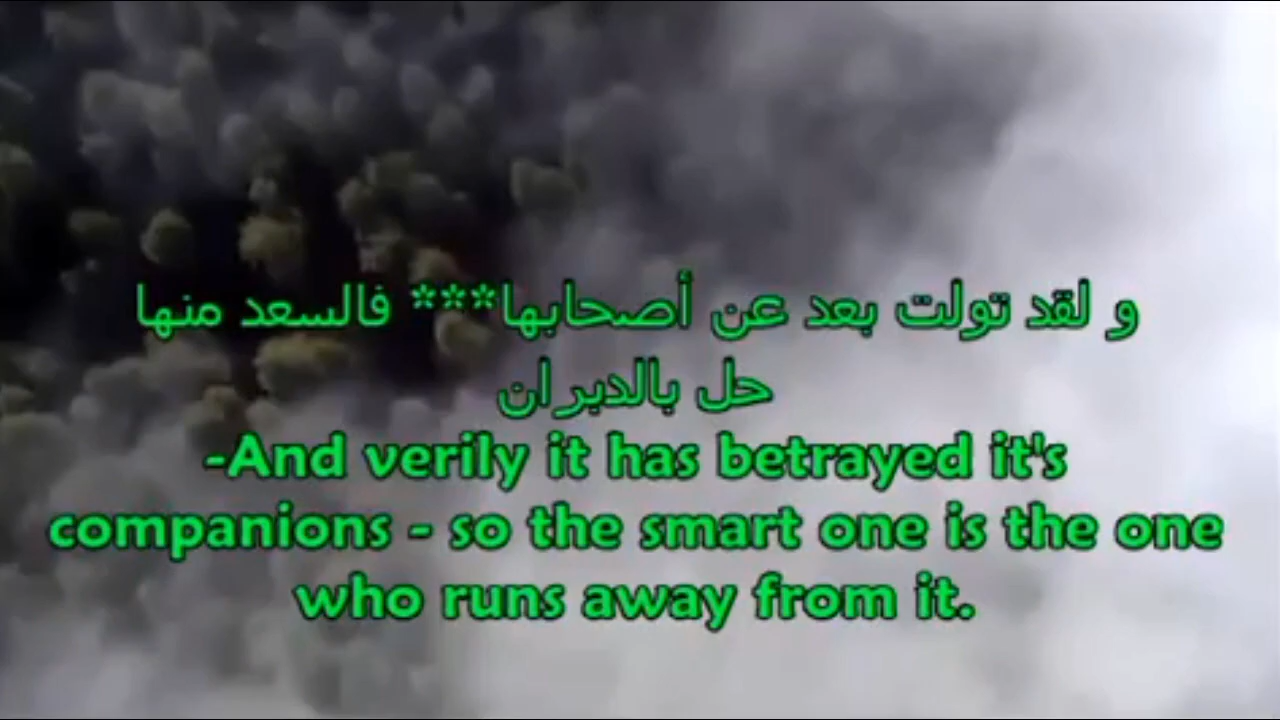 و لقد تولت بعد عن أصحابها*** فالسعد منها
حل بالدبران
-And verily it has betrayed it's
companions - so the smart one is the one
who runs away from it.